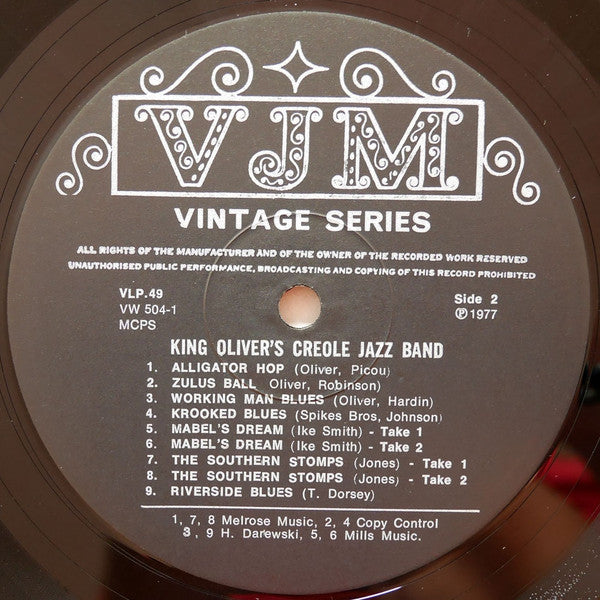 VJM
VINTAGE SERIES
ALL RIGHTS OF THE MANUFACTURER AND OF THE OWNER OF THE RECORDED WORK RESERVED
UNAUTHORISED PUBLIC PERFORMANCE, BROADCASTING AND COPYING OF THIS RECORD PROHIBITED
VLP.49 Side 2
VW 504-1 ℗ 1977
MCPS
KING OLIVER'S CREOLE JAZZ BAND
1. ALLIGATOR HOP (Oliver, Picou)
2. ZULUS BALL Oliver, Robinson)
3. WORKING MAN BLUES (Oliver, Hardin)
4. KROOKED BLUES (Spikes Bros, Johnson)
5. MABEL'S DREAM (Ike Smith) - Take 1
6. MABEL'S DREAM (Ike Smith) - Take 2
7. THE SOUTHERN STOMPS (Jones) - Take 1
8. THE SOUTHERN STOMPS (Jones) - Take 2
9. RIVERSIDE BLUES (T. Dorsey)
1, 7, 8 Melrose Music, 2, 4 Copy Control
3, 9 H. Darewski, 5, 6 Mills Music.